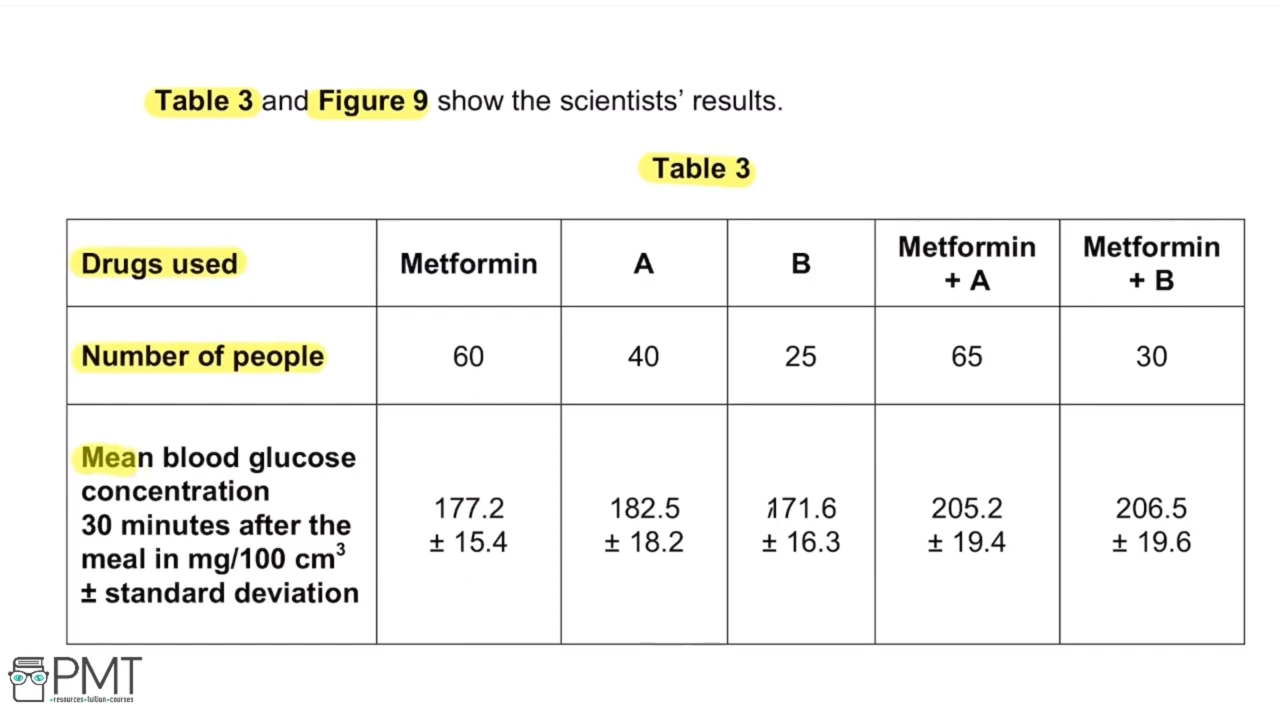 Table 3 and Figure 9 show the scientists' results.
Table 3
Drugs used Metformin A B Metformin + A Metformin + B
Number of people 60 40 25 65 30
Mean blood glucose
concentration
30 minutes after the
meal in mg/100 cm³
± standard deviation
177.2 ± 15.4
182.5 ± 18.2
171.6 ± 16.3
205.2 ± 19.4
206.5 ± 19.6
PMT
•resources•tuition•courses